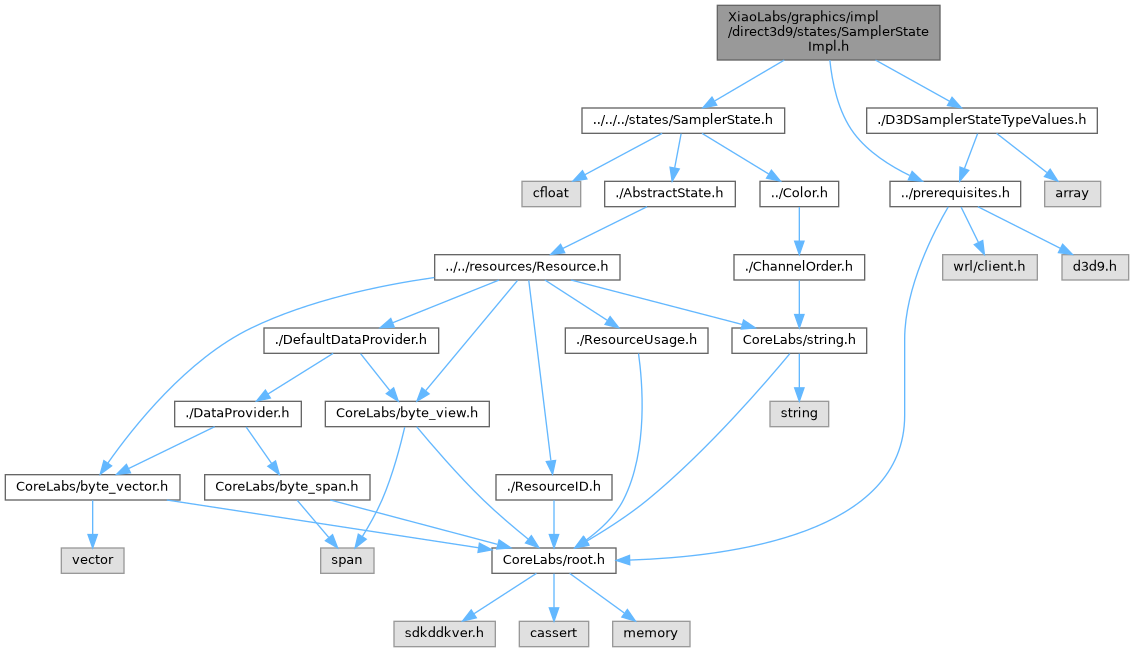 XiaoLabs/graphics/impl
/direct3d9/states/SamplerState
Impl.h
../../../states/SamplerState.h
./D3DSamplerStateTypeValues.h
cfloat
./AbstractState.h
../Color.h
../prerequisites.h
array
../../resources/Resource.h
./ChannelOrder.h
wrl/client.h
d3d9.h
./DefaultDataProvider.h
./ResourceUsage.h
CoreLabs/string.h
./DataProvider.h
CoreLabs/byte_view.h
string
CoreLabs/byte_vector.h
CoreLabs/byte_span.h
./ResourceID.h
vector
span
CoreLabs/root.h
sdkddkver.h
cassert
memory